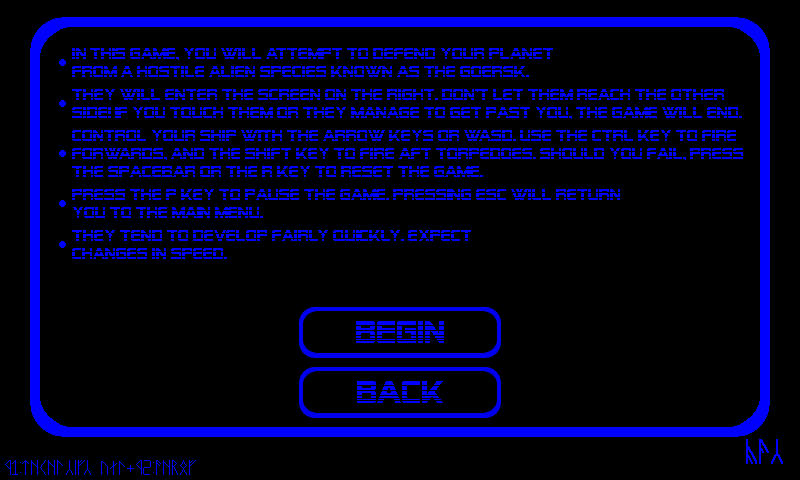 IN THIS GAME, YOU WILL ATTEMPT TO DEFEND YOUR PLANET
FROM A HOSTILE ALIEN SPECIES KNOWN AS THE
THEY WILL ENTER THE SCREEN ON THE RIGHT. DON'T LET THEM REACH THE OTHER
SIDE! IF YOU TOUCH THEM OR THEY MANAGE TO GET PAST YOU, THE GAME WILL END.
CONTROL YOUR SHIP WITH THE ARROW KEYS OR WASD. USE THE CTRL KEY TO FIRE
FORWARDS, AND THE SHIFT KEY TO FIRE AFT TORPEDOES. SHOULD YOU FAIL, PRESS
THE SPACEBAR OR THE R KEY TO RESET THE GAME.
PRESS THE P KEY TO PAUSE THE GAME. PRESSING ESC WILL RETURN
YOU TO THE MAIN MENU.
THEY TEND TO DEVELOP FAIRLY QUICKLY. EXPECT
CHANGES IN SPEED.
BEGIN
BACK